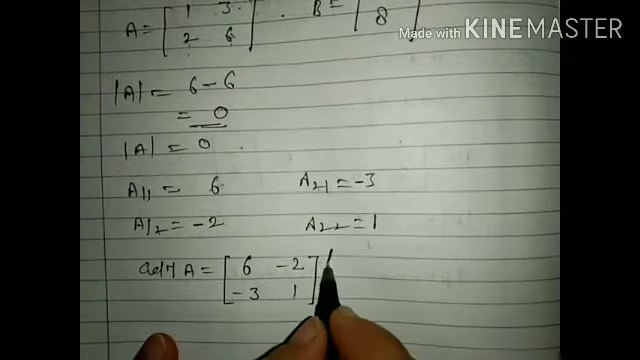 A = [1 3 2 6] . B = [8]
Made with KINEMASTER
|A| = 6 - 6
= 0
|A| = 0
A11 = 6 A21 = -3
A12 = -2 A22 = 1
adj A = [6 -2
-3 1]